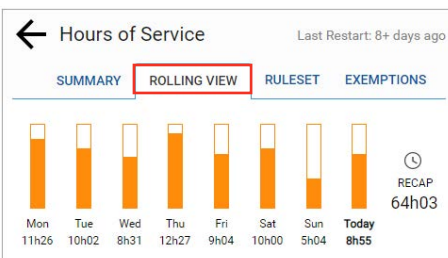 Hours of Service Last Restart: 8+ days ago
SUMMARY ROLLING VIEW RULESET EXEMPTIONS
RECAP
64h03
Mon Tue Wed Thu Fri Sat Sun Today
11h26 10h02 8h31 12h27 9h04 10h00 5h04 8h55